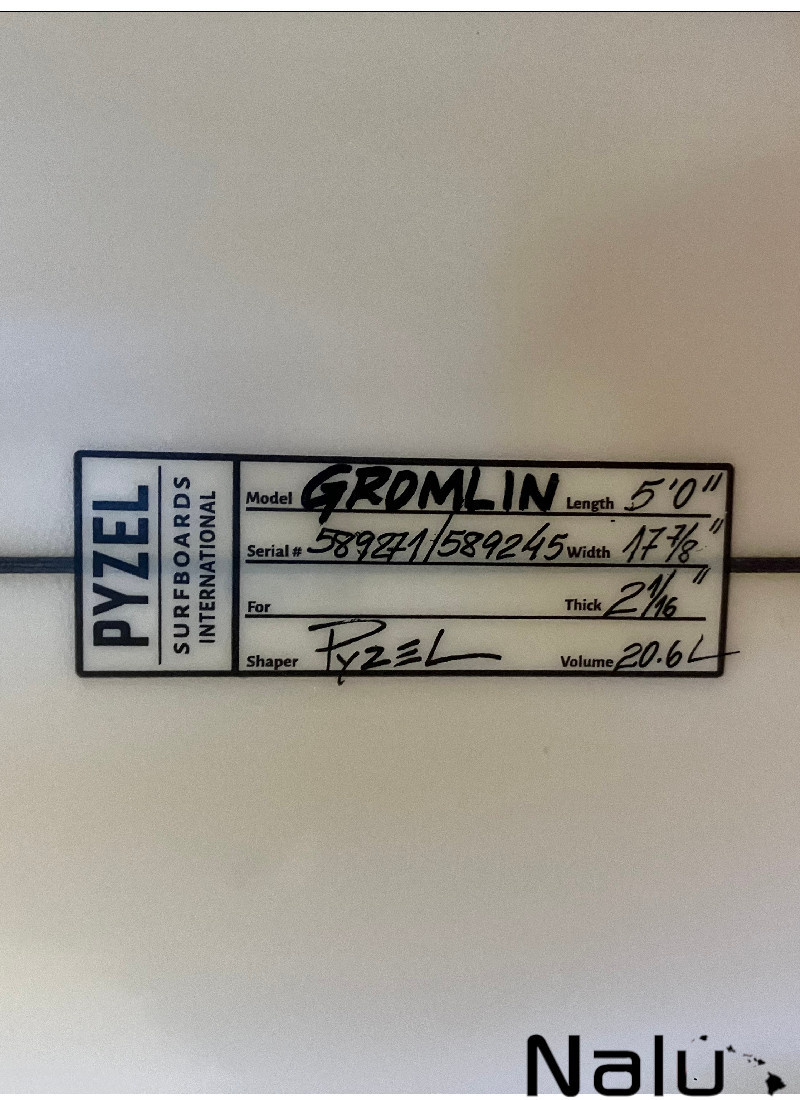 PYZEL
SURFBOARDS
INTERNATIONAL
Model GROMLIN Length 5'0"
Serial # 589271/589245 Width 17 7/8"
For Thick 2 1/16"
Shaper PYZEL Volume 20.6L
Nalu